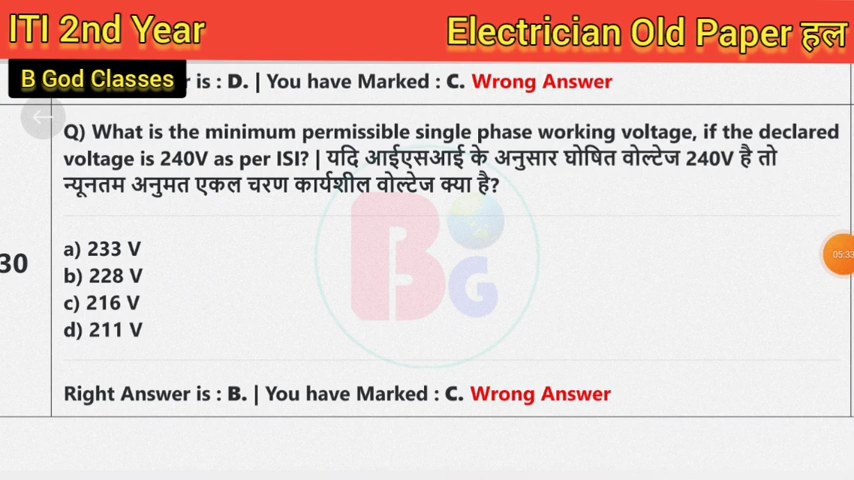 ITI 2nd Year
Electrician Old Paper हल
B God Classes
is : D. | You have Marked : C. Wrong Answer
Q) What is the minimum permissible single phase working voltage, if the declared
voltage is 240V as per ISI? | यदि आईएसआई के अनुसार घोषित वोल्टेज 240V है तो
न्यूनतम अनुमत एकल चरण कार्यशील वोल्टेज क्या है?
30
a) 233 V
b) 228 V
c) 216 V
d) 211 V
B G
05:33
Right Answer is : B. | You have Marked : C. Wrong Answer